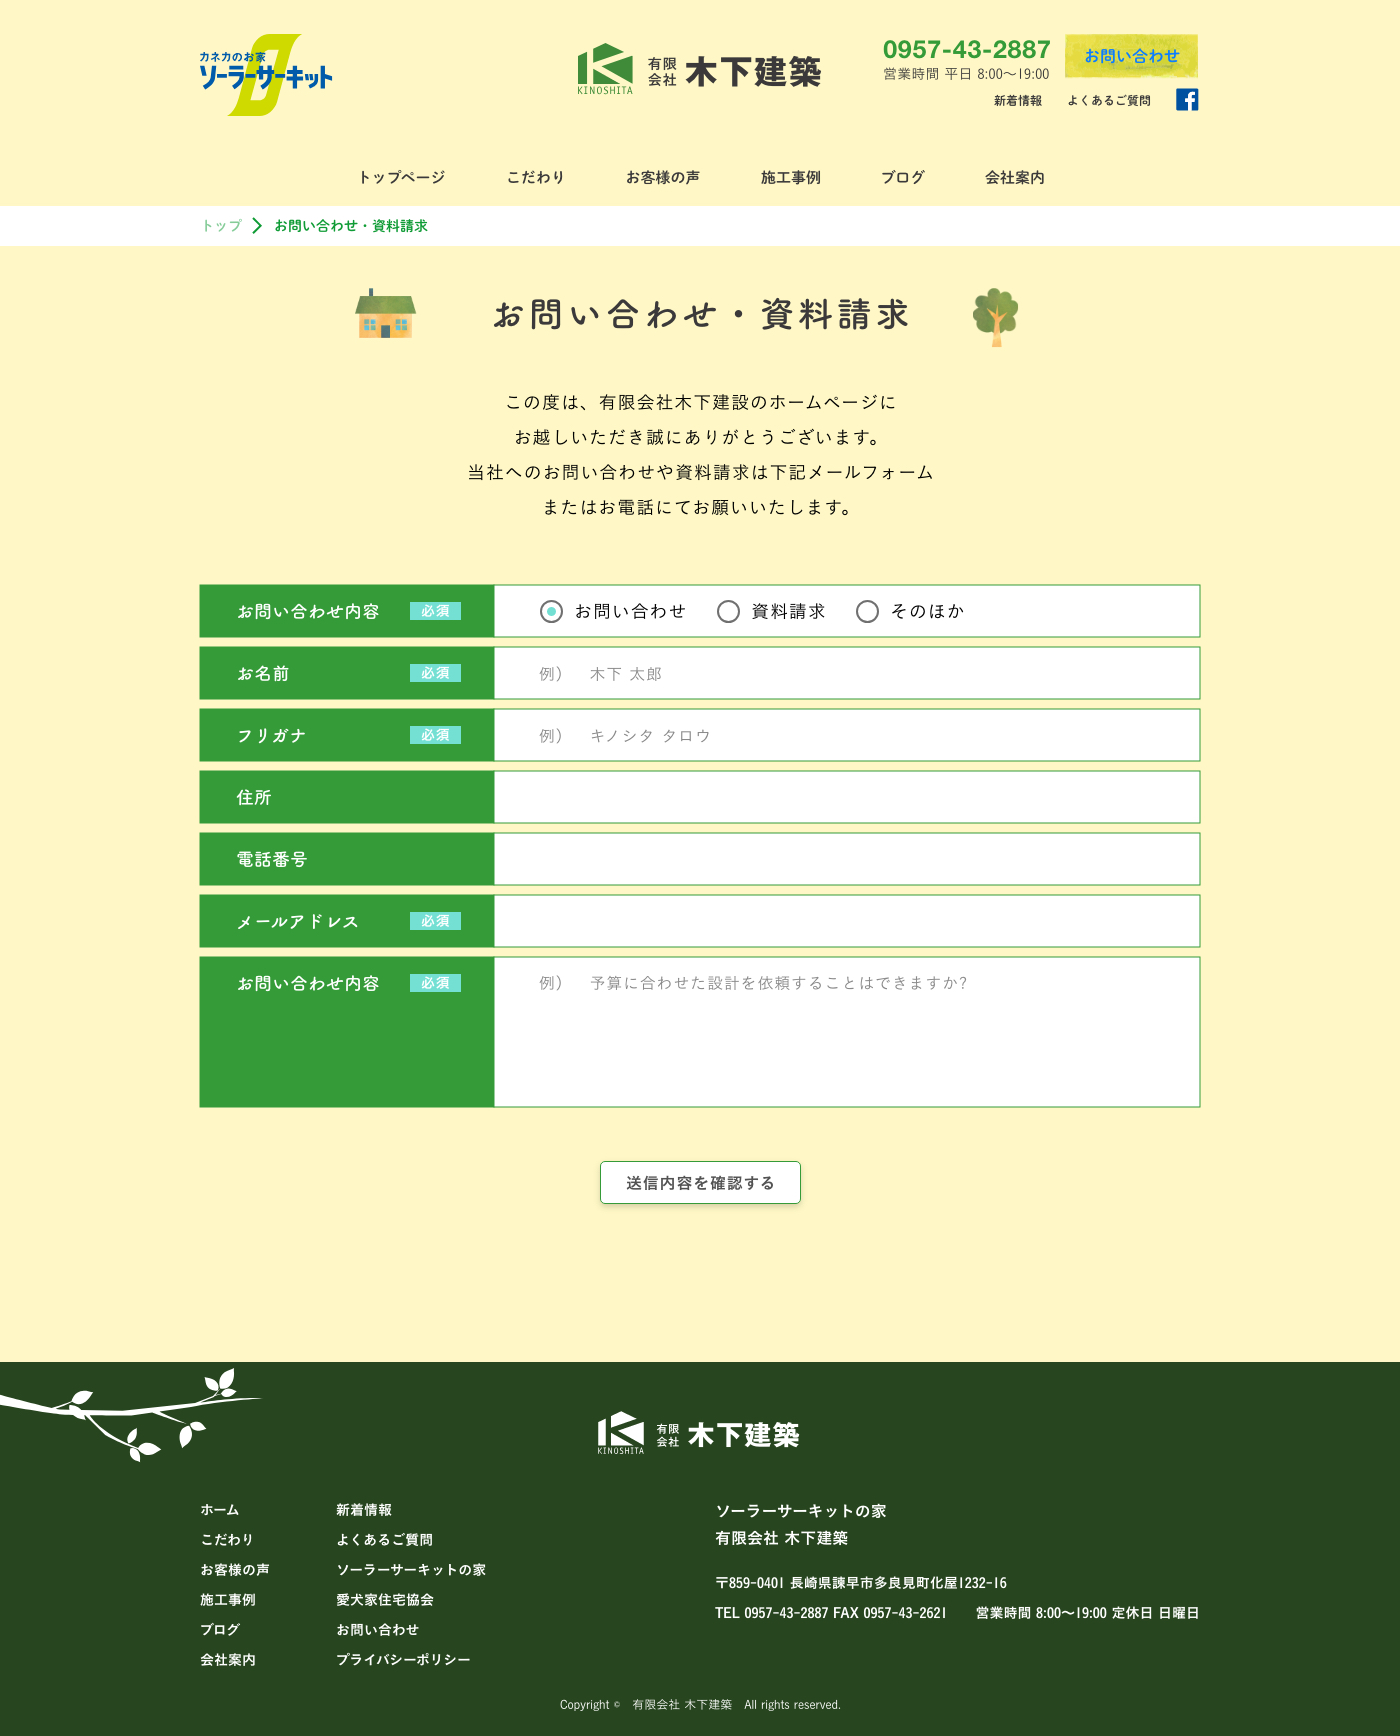 カネカのお家
ソーラーサーキット
KINOSHITA
有限会社
木下建築
0957-43-2887
営業時間 平日 8:00〜19:00
お問い合わせ
新着情報
よくあるご質問
トップページ
こだわり
お客様の声
施工事例
ブログ
会社案内
トップ
お問い合わせ・資料請求
お問い合わせ・資料請求
この度は、有限会社木下建設のホームページに
お越しいただき誠にありがとうございます。
当社へのお問い合わせや資料請求は下記メールフォーム
またはお電話にてお願いいたします。
お問い合わせ内容 必須
お問い合わせ
資料請求
そのほか
お名前 必須
例） 木下 太郎
フリガナ 必須
例） キノシタ タロウ
住所
電話番号
メールアドレス 必須
お問い合わせ内容 必須
例） 予算に合わせた設計を依頼することはできますか？
送信内容を確認する
KINOSHITA
有限会社
木下建築
ホーム
こだわり
お客様の声
施工事例
ブログ
会社案内
新着情報
よくあるご質問
ソーラーサーキットの家
愛犬家住宅協会
お問い合わせ
プライバシーポリシー
ソーラーサーキットの家
有限会社 木下建築
〒859-0401 長崎県諫早市多良見町化屋1232-16
TEL 0957-43-2887 FAX 0957-43-2621 営業時間 8:00〜19:00 定休日 日曜日
Copyright © 有限会社 木下建築 All rights reserved.